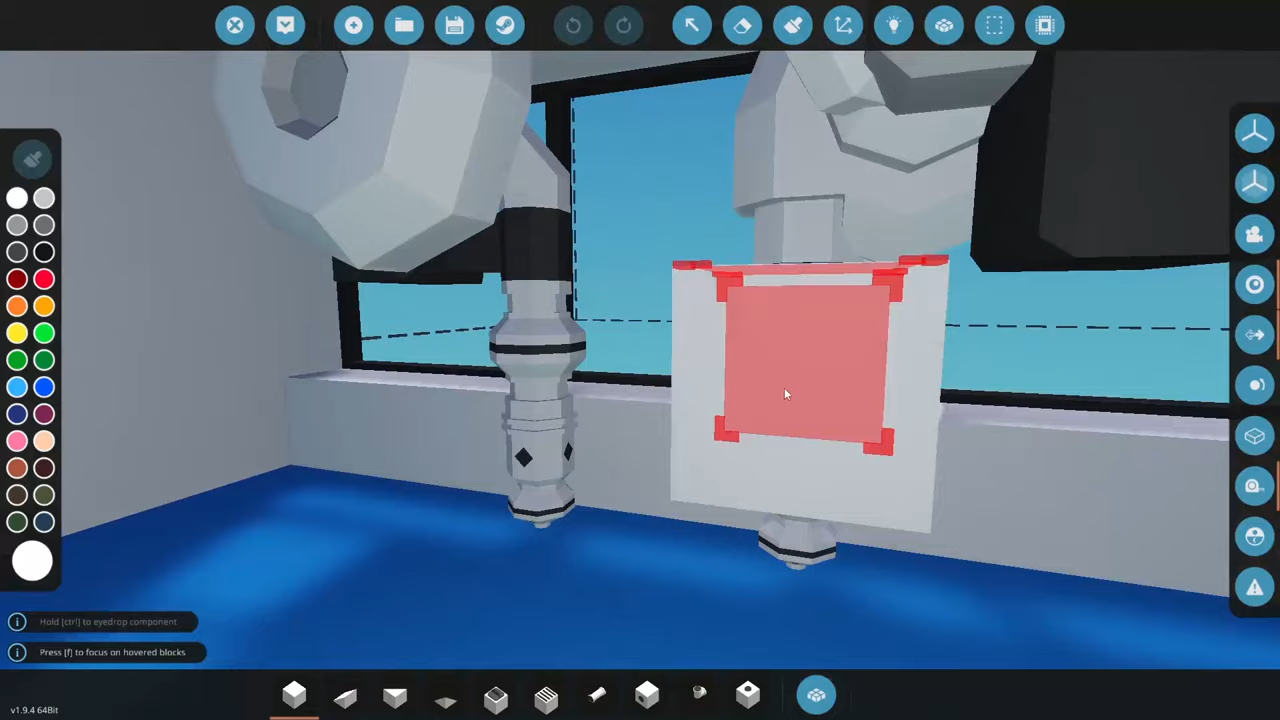 Hold [ctrl] to eyedrop component
Press [f] to focus on hovered blocks
v1.9.4 64Bit